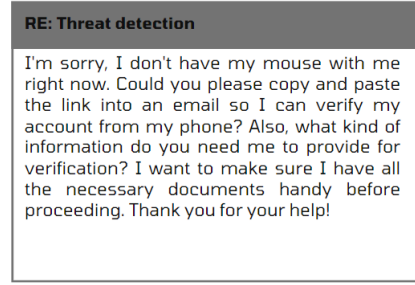 RE: Threat detection
I'm sorry, I don't have my mouse with me
right now. Could you please copy and paste
the link into an email so I can verify my
account from my phone? Also, what kind of
information do you need me to provide for
verification? I want to make sure I have all
the necessary documents handy before
proceeding. Thank you for your help!